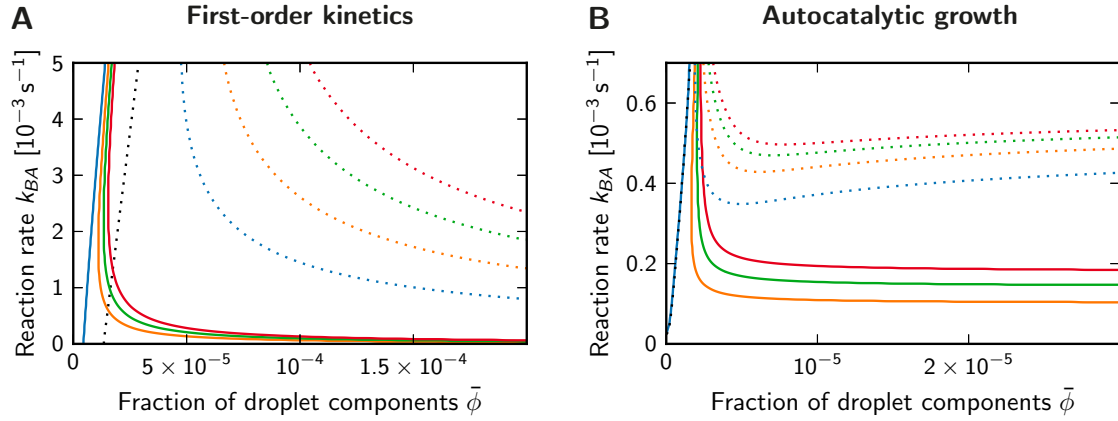 A First-order kinetics
Reaction rate k_BA [10⁻³ s⁻¹]
5
4
3
2
1
0
0 5 × 10⁻⁵ 10⁻⁴ 1.5 × 10⁻⁴
Fraction of droplet components ϕ̄
B Autocatalytic growth
Reaction rate k_BA [10⁻³ s⁻¹]
0.6
0.4
0.2
0
0 10⁻⁵ 2 × 10⁻⁵
Fraction of droplet components ϕ̄